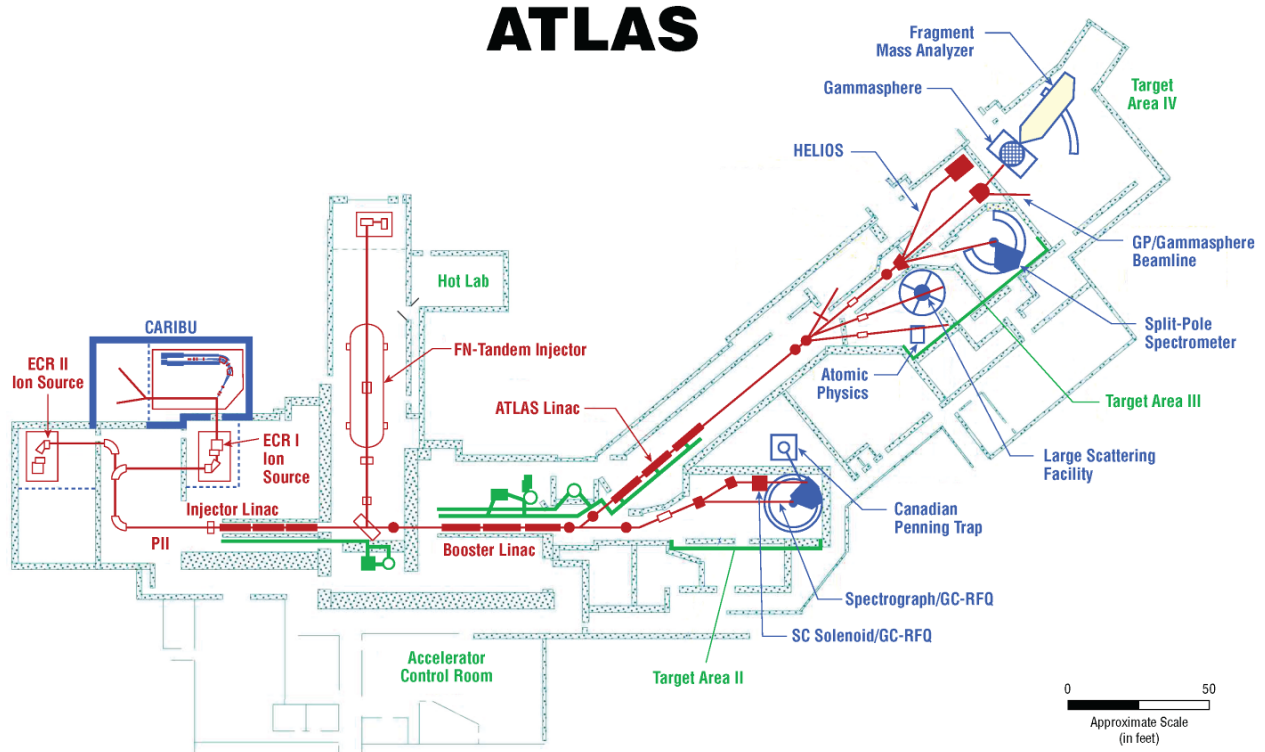 ATLAS
Fragment
Mass Analyzer
Gammasphere
Target
Area IV
HELIOS
GP/Gammasphere
Beamline
Hot Lab
CARIBU
ECR II
Ion Source
FN-Tandem Injector
Split-Pole
Spectrometer
Atomic
Physics
Target Area III
ATLAS Linac
ECR I
Ion
Source
Large Scattering
Facility
Injector Linac
Canadian
Penning Trap
PII
Booster Linac
Spectrograph/GC-RFQ
SC Solenoid/GC-RFQ
Accelerator
Control Room
Target Area II
0 50
Approximate Scale
(in feet)